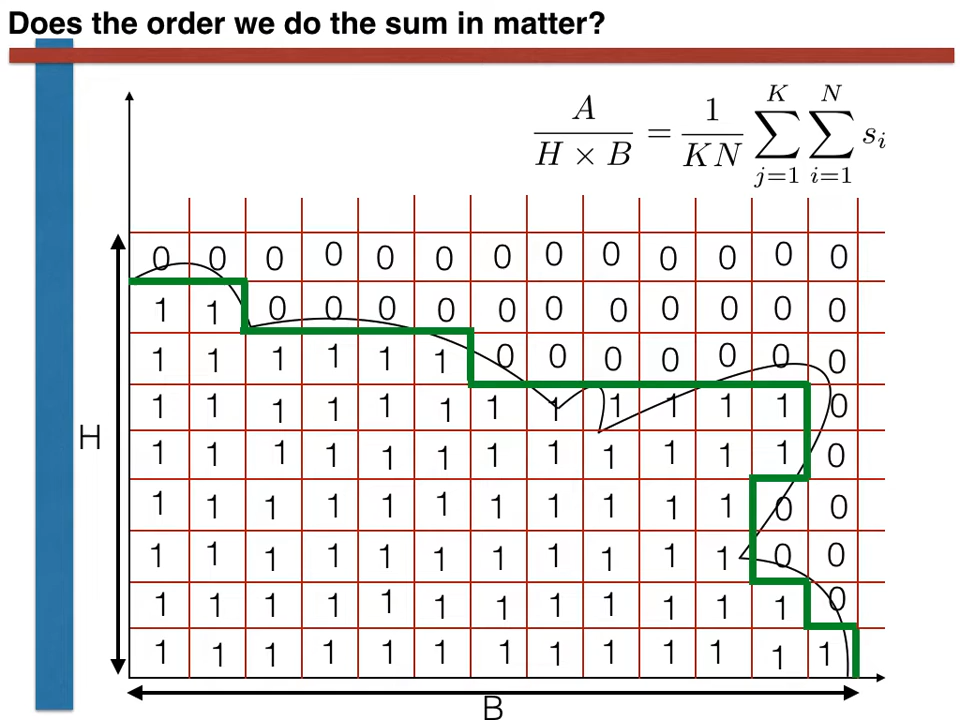 Does the order we do the sum in matter?
A / (H × B) = 1 / (KN) ∑_{j=1}^{K} ∑_{i=1}^{N} s_i
0 0 0 0 0 0 0 0 0 0 0 0 0
1 1 0 0 0 0 0 0 0 0 0 0 0
1 1 1 1 1 1 0 0 0 0 0 0 0
1 1 1 1 1 1 1 1 1 1 1 1 0
H
1 1 1 1 1 1 1 1 1 1 1 1 0
1 1 1 1 1 1 1 1 1 1 1 0 0
1 1 1 1 1 1 1 1 1 1 1 0 0
1 1 1 1 1 1 1 1 1 1 1 1 0
1 1 1 1 1 1 1 1 1 1 1 1 1
B